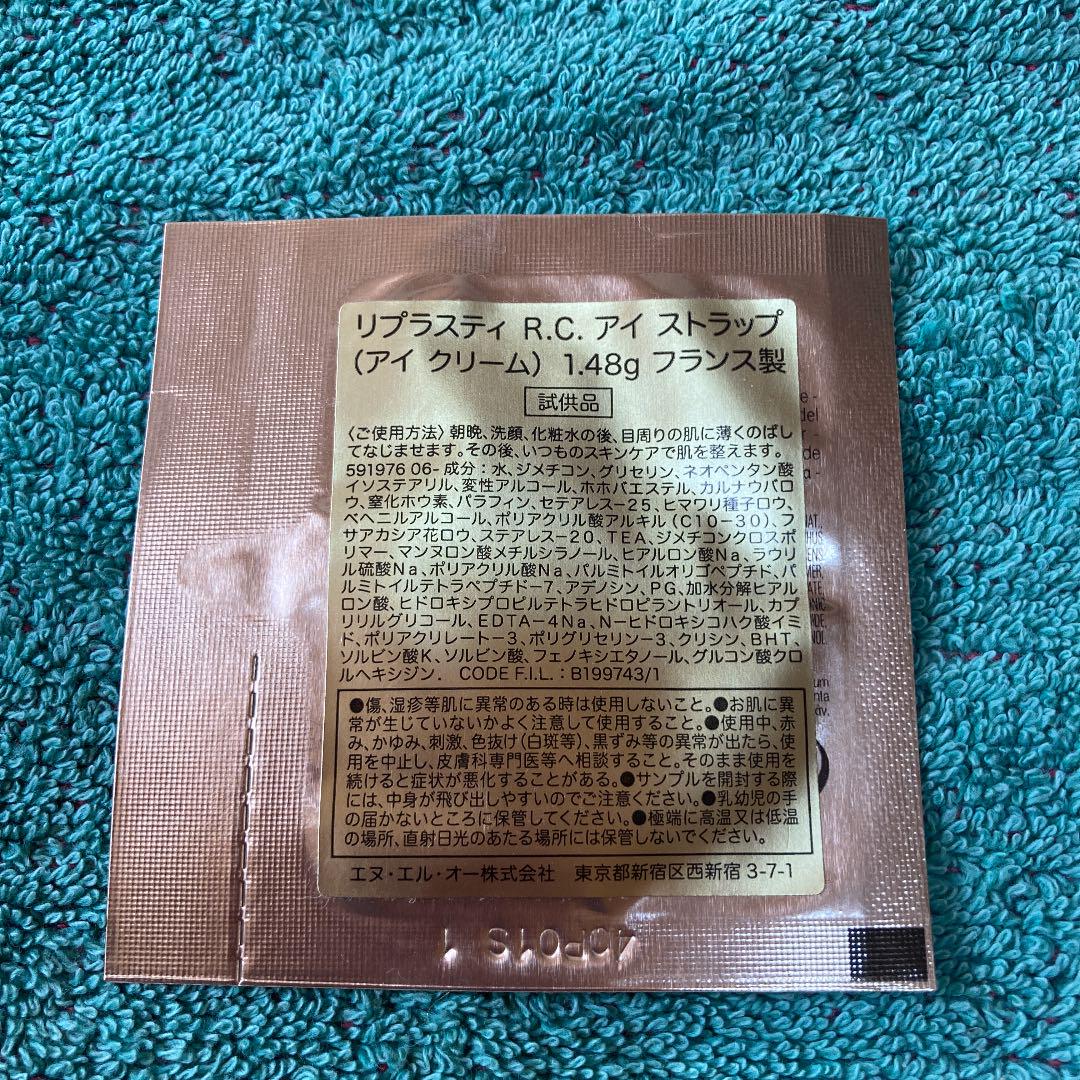 リプラスティ R.C. アイ ストラップ
(アイ クリーム) 1.48g フランス製
試供品
〈ご使用方法〉朝晩、洗顔、化粧水の後、目周りの肌に薄くのばし
てなじませます。その後、いつものスキンケアで肌を整えます。
591976 06- 成分:水、ジメチコン、グリセリン、ネオペンタン酸
イソステアリル、変性アルコール、ホホバエステル、カルナウバロ
ウ、窒化ホウ素、パラフィン、セテアレス-25、ヒマワリ種子ロウ、
ベヘニルアルコール、ポリアクリル酸アルキル(C10-30)、フ
サアカシア花ロウ、ステアレス-20、TEA、ジメチコンクロスポ
リマー、マンヌロン酸メチルシラノール、ヒアルロン酸Na、ラウリ
ル硫酸Na、ポリアクリル酸Na、パルミトイルオリゴペプチド、パ
ルミトイルテトラペプチド-7、アデノシン、PG、加水分解ヒアル
ロン酸、ヒドロキシプロピルテトラヒドロピラントリオール、カプ
リリルグリコール、EDTA-4Na、N-ヒドロキシコハク酸イミ
ド、ポリアクリレート-3、ポリグリセリン-3、クリシン、BHT、
ソルビン酸K、ソルビン酸、フェノキシエタノール、グルコン酸クロ
ルヘキシジン. CODE F.I.L.:B199743/1
●傷、湿疹等肌に異常のある時は使用しないこと。●お肌に異
常が生じていないかよく注意して使用すること。●使用中、赤
み、かゆみ、刺激、色抜け(白斑等)、黒ずみ等の異常が出たら、使
用を中止し、皮膚科専門医等へ相談すること。そのまま使用を
続けると症状が悪化することがある。●サンプルを開封する際
には、中身が飛び出しやすいのでご注意ください。●乳幼児の手
の届かないところに保管してください。●極端に高温又は低温
の場所、直射日光のあたる場所には保管しないでください。
エヌ・エル・オー株式会社 東京都新宿区西新宿 3-7-1